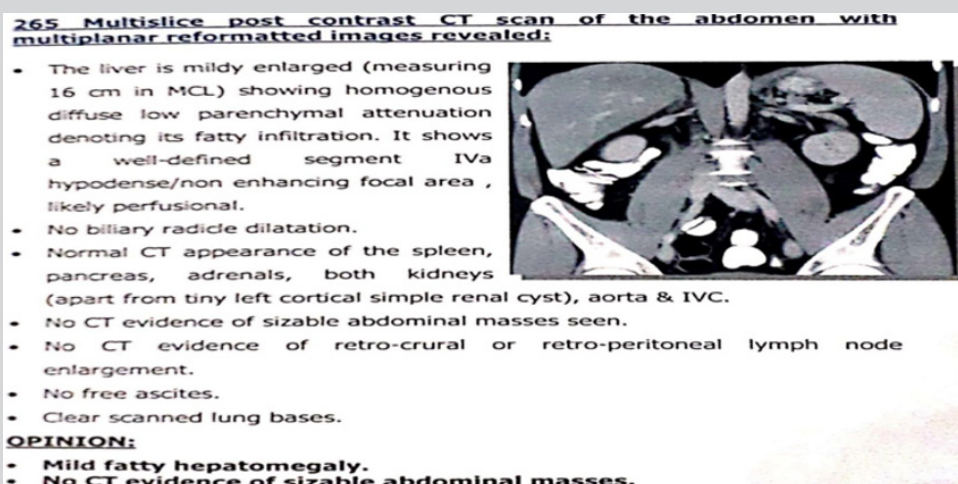 265 Multislice post contrast CT scan of the abdomen with
multiplanar reformatted images revealed:
• The liver is mildy enlarged (measuring
16 cm in MCL) showing homogenous
diffuse low parenchymal attenuation
denoting its fatty infiltration. It shows
a well-defined segment IVa
hypodense/non enhancing focal area ,
likely perfusional.
• No biliary radicle dilatation.
• Normal CT appearance of the spleen,
pancreas, adrenals, both kidneys
(apart from tiny left cortical simple renal cyst), aorta & IVC.
• No CT evidence of sizable abdominal masses seen.
• No CT evidence of retro-crural or retro-peritoneal lymph node
enlargement.
• No free ascites.
• Clear scanned lung bases.
OPINION:
• Mild fatty hepatomegaly.
• No CT evidence of sizable abdominal masses.